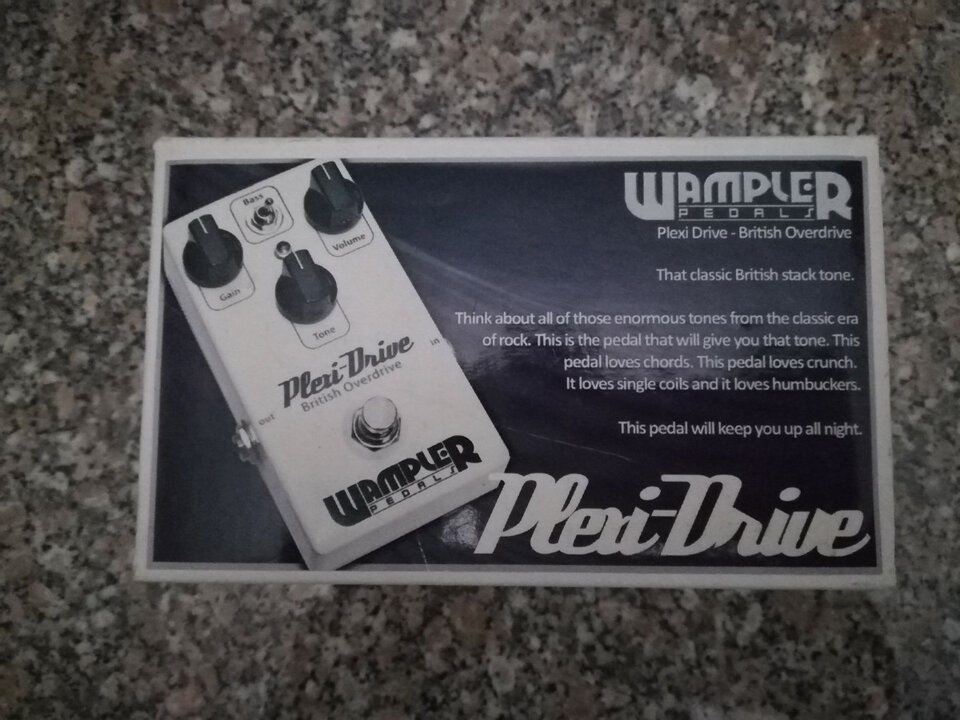 Bass
Volume
Gain
Tone
Plexi-Drive
British Overdrive
in
out
WAMPLER
PEDALS
WAMPLER
PEDALS
Plexi Drive - British Overdrive
That classic British stack tone.
Think about all of those enormous tones from the classic era
of rock. This is the pedal that will give you that tone. This
pedal loves chords. This pedal loves crunch.
It loves single coils and it loves humbuckers.
This pedal will keep you up all night.
Plexi-Drive